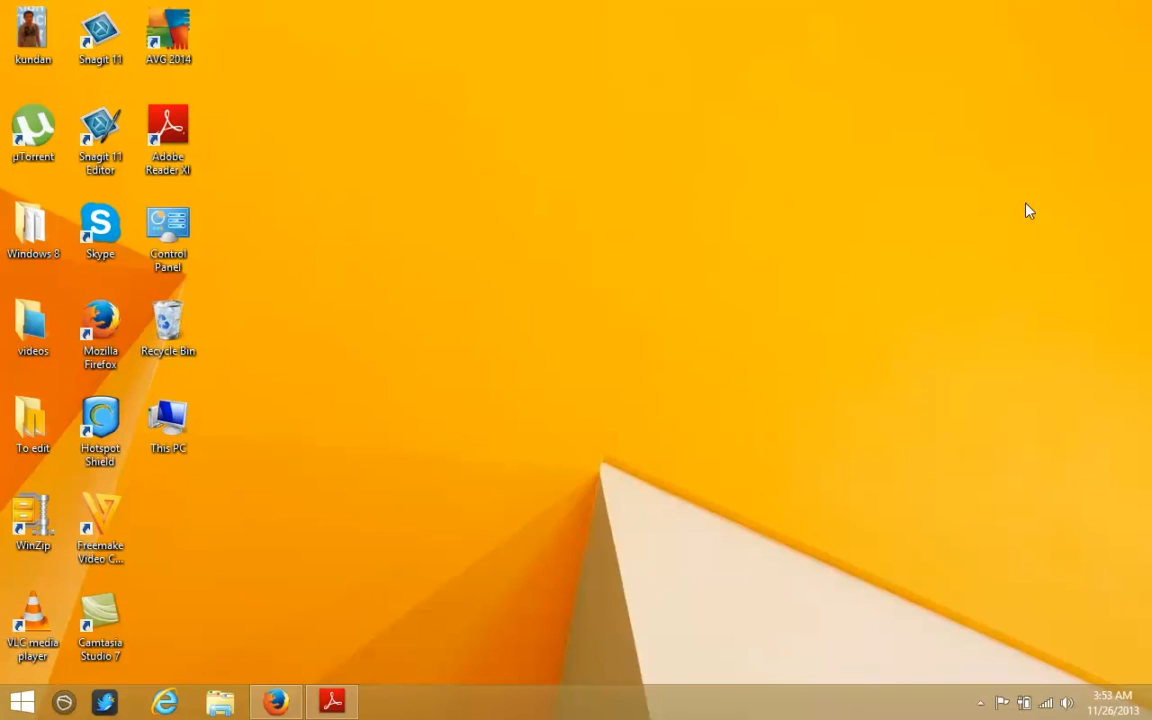 kundan
Snagit 11
AVG 2014
µTorrent
Snagit 11
Editor
Adobe
Reader XI
Windows 8
Skype
Control
Panel
videos
Mozilla
Firefox
Recycle Bin
To edit
Hotspot
Shield
This PC
WinZip
Freemake
Video C...
VLC media
player
Camtasia
Studio 7
3:53 AM
11/26/2013